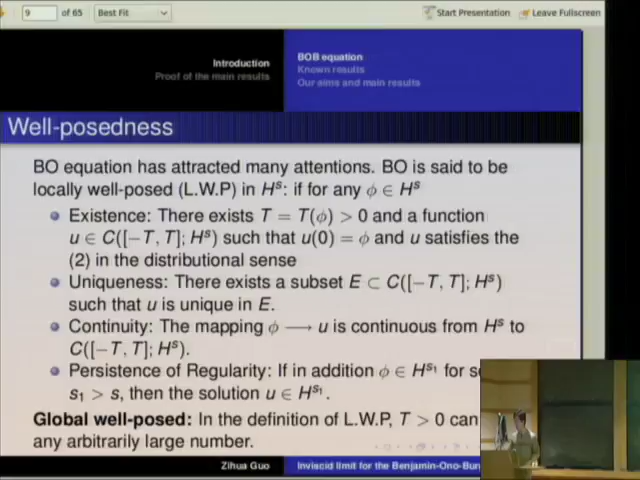 9 of 65 Best Fit Start Presentation Leave Fullscreen
Introduction
Proof of the main results
BOB equation
Known results
Our aims and main results
Well-posedness
BO equation has attracted many attentions. BO is said to be
locally well-posed (L.W.P) in H^s: if for any ϕ ∈ H^s
Existence: There exists T = T(ϕ) > 0 and a function
u ∈ C([−T, T]; H^s) such that u(0) = ϕ and u satisfies the
(2) in the distributional sense
Uniqueness: There exists a subset E ⊂ C([−T, T]; H^s)
such that u is unique in E.
Continuity: The mapping ϕ ⟶ u is continuous from H^s to
C([−T, T]; H^s).
Persistence of Regularity: If in addition ϕ ∈ H^{s_1} for
s_1 > s, then the solution u ∈ H^{s_1}.
Global well-posed: In the definition of L.W.P, T > 0 can
any arbitrarily large number.
Zihua Guo Inviscid limit for the Benjamin-Ono-Bur